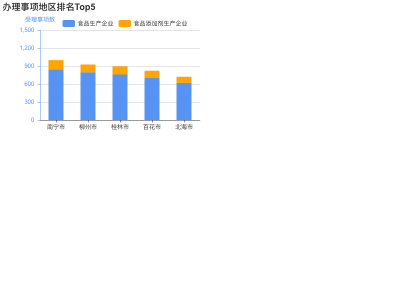 办理事项地区排名Top5
受理事项数
食品生产企业 食品添加剂生产企业
1,500
1,200
900
600
300
0
南宁市 柳州市 桂林市 百花市 北海市